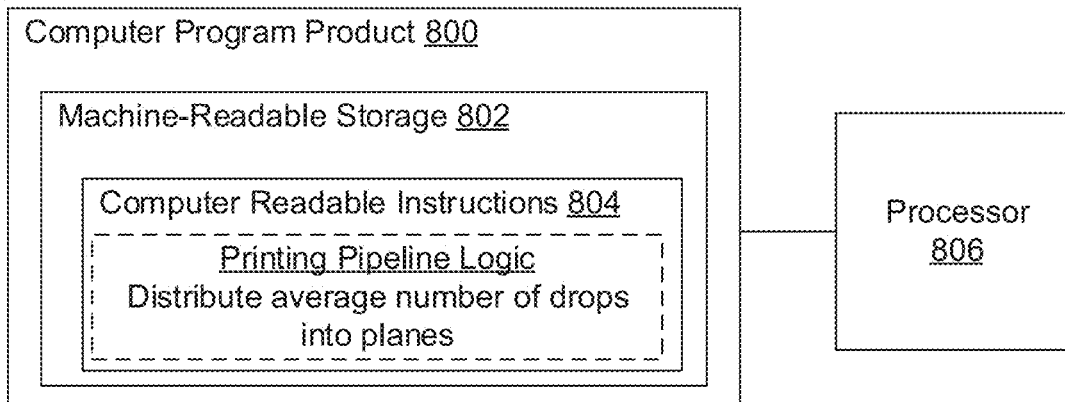 Computer Program Product 800
Machine-Readable Storage 802
Computer Readable Instructions 804
Printing Pipeline Logic
Distribute average number of drops
into planes
Processor
806